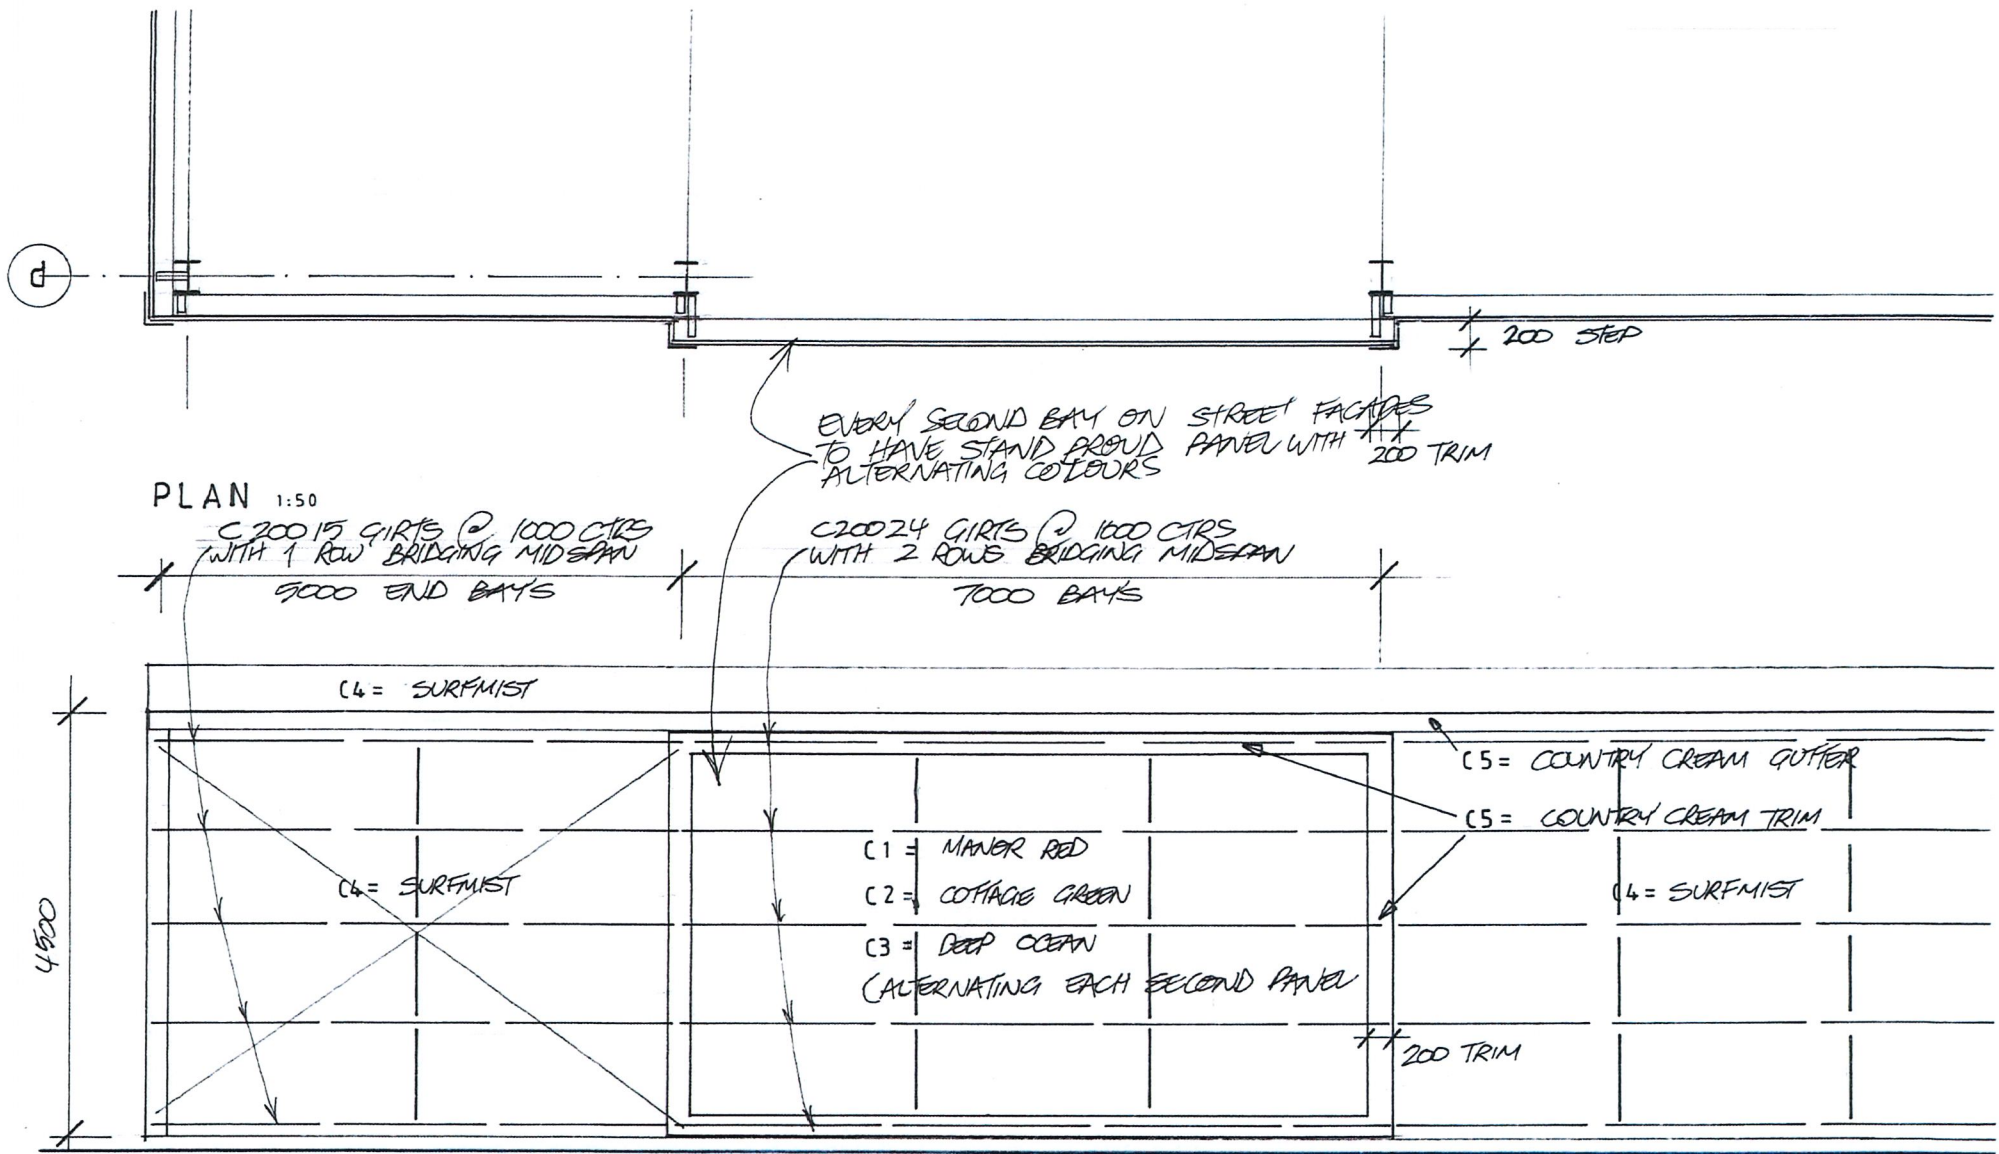 d
200 STEP
EVERY SECOND BAY ON STREET FACADES
TO HAVE STAND PROUD PANEL WITH
ALTERNATING COLOURS
200 TRIM
PLAN 1:50
C20015 GIRTS @ 1000 CTRS
WITH 1 ROW BRIDGING MIDSPAN
5000 END BAYS
C20024 GIRTS @ 1000 CTRS
WITH 2 ROWS BRIDGING MIDSPAN
7000 BAYS
C4 = SURFMIST
C5 = COUNTRY CREAM GUTTER
C5 = COUNTRY CREAM TRIM
C1 = MANOR RED
C2 = COTTAGE GREEN
C3 = DEEP OCEAN
(ALTERNATING EACH SECOND PANEL
C4 = SURFMIST
C4 = SURFMIST
4500
200 TRIM